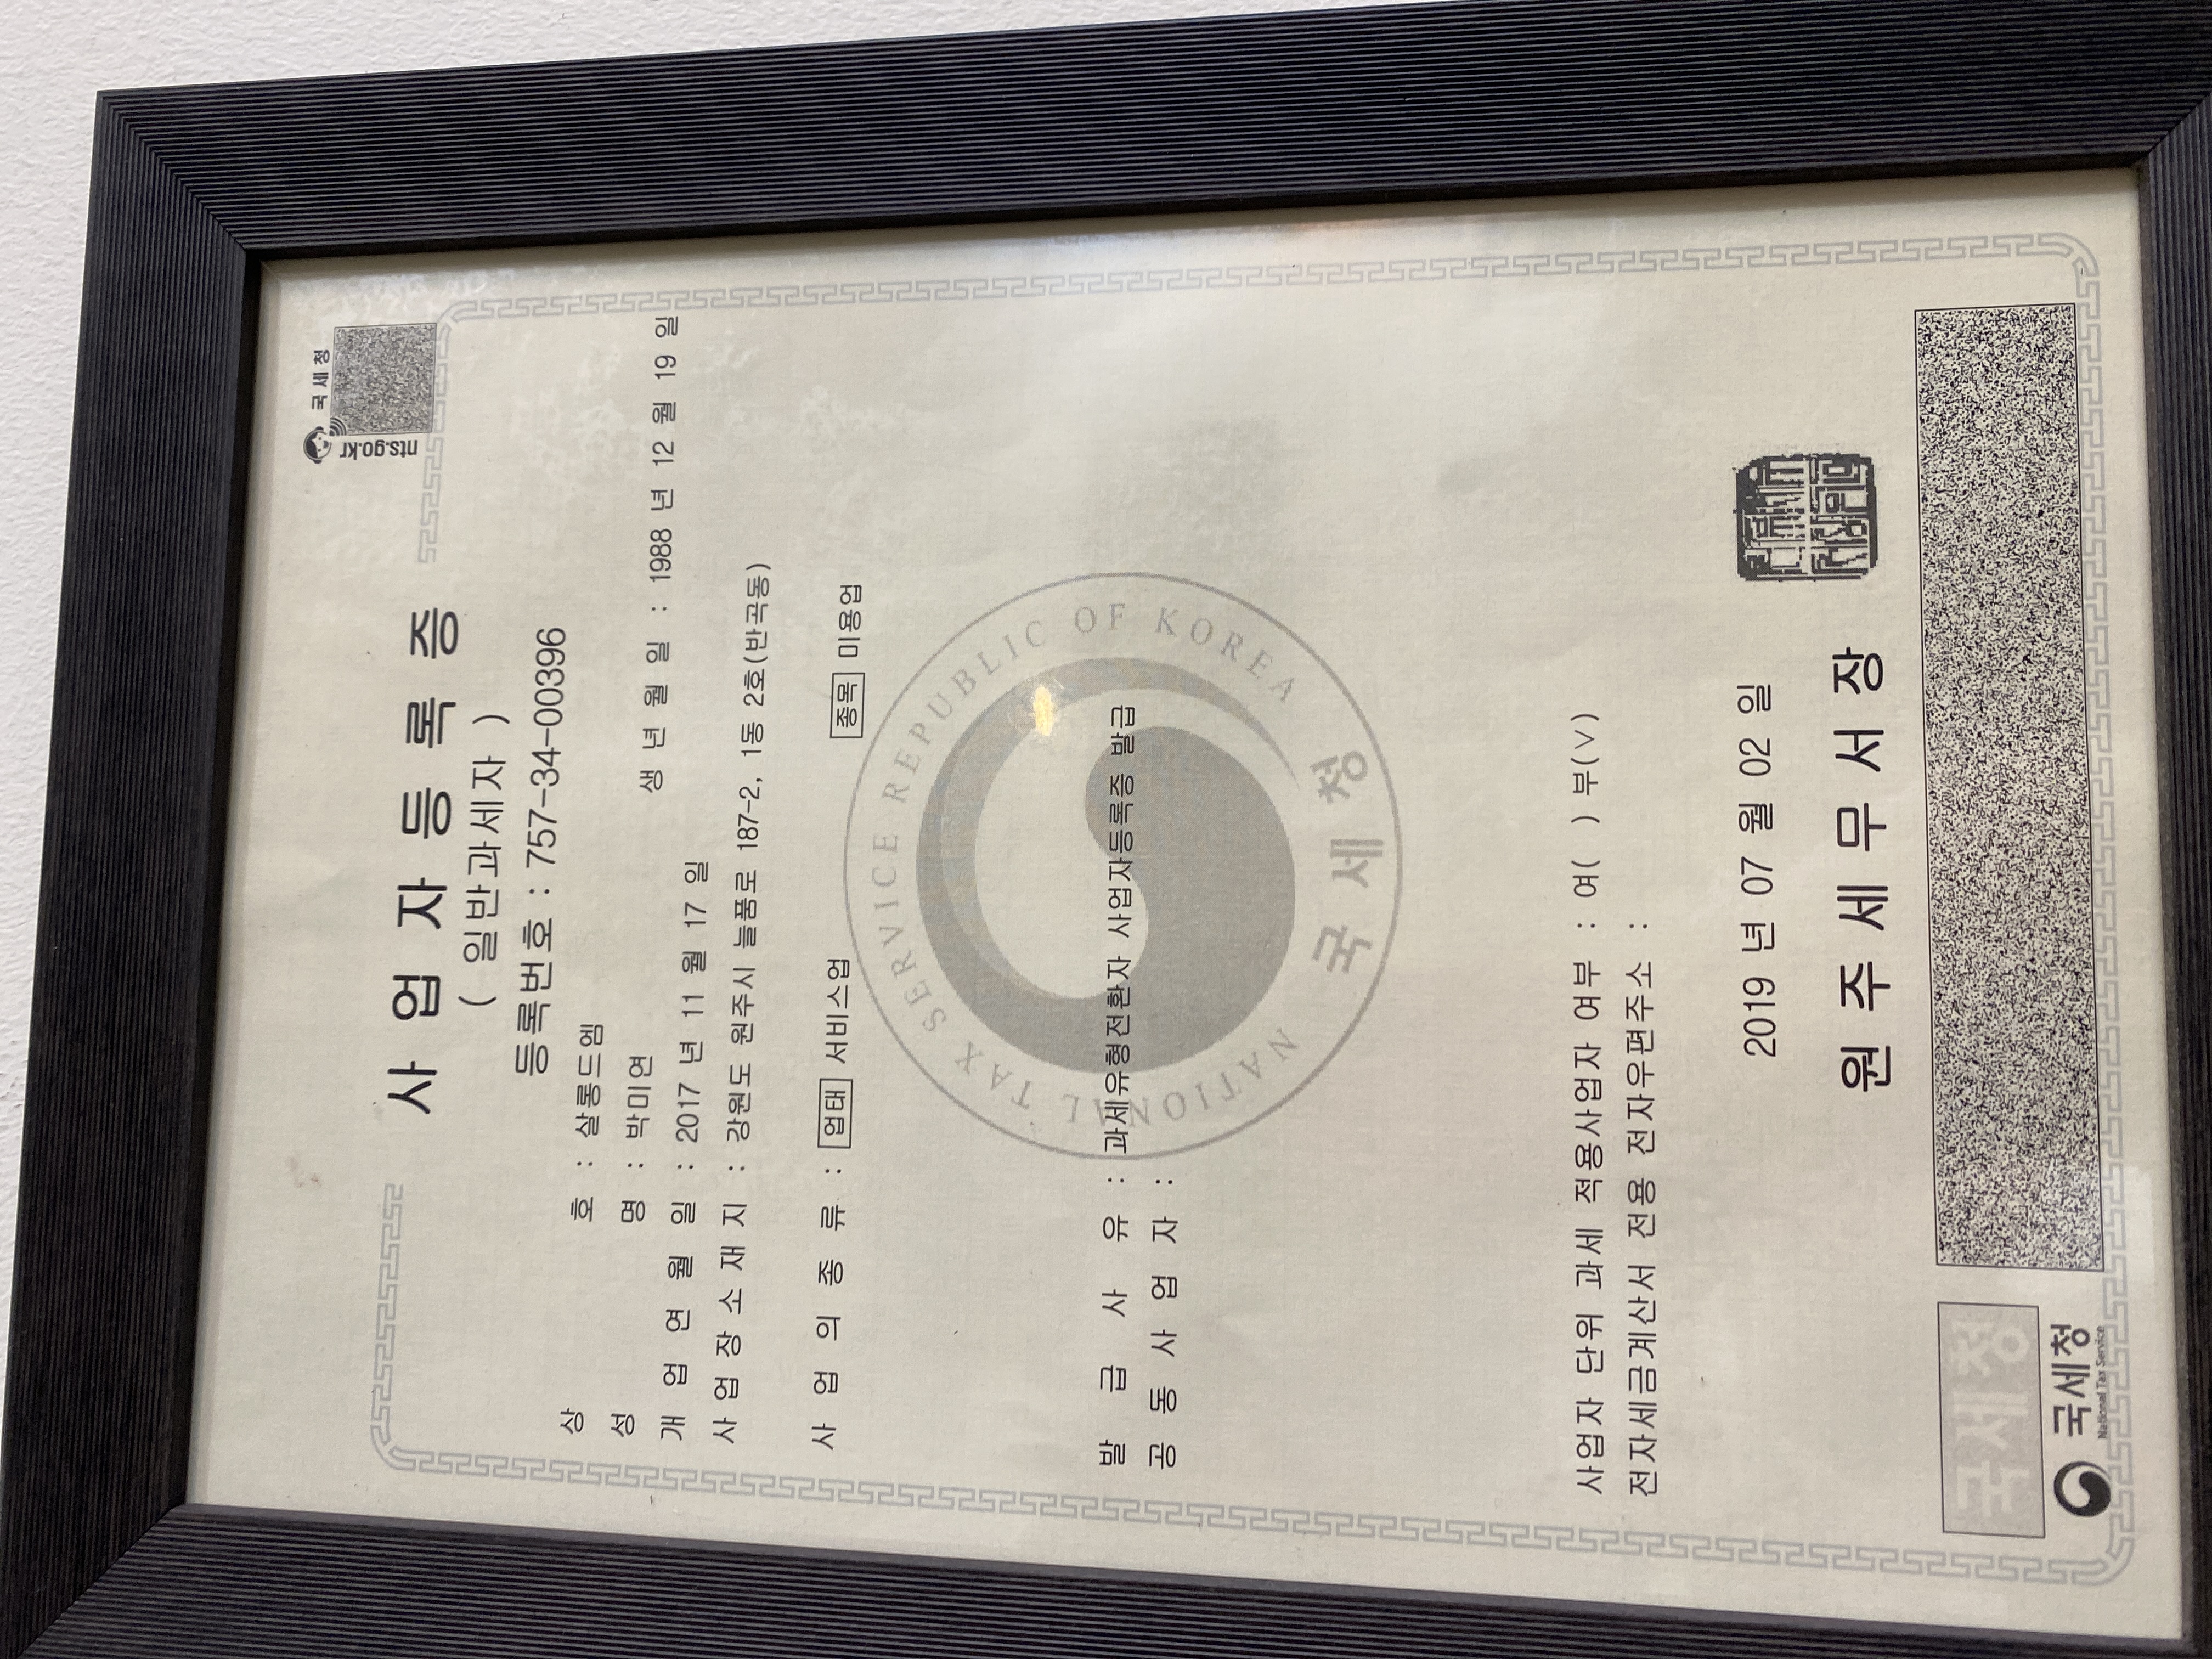 국세청
nts.go.kr
사업자등록증
( 일반과세자 )
등록번호 : 757-34-00396
상 호 : 살롱드엠
성 명 : 박미연 생 년 월 일 : 1988 년 12 월 19 일
개 업 연 월 일 : 2017 년 11 월 17 일
사 업 장 소 재 지 : 강원도 원주시 늘품로 187-2, 1동 2호(반곡동)
사 업 의 종 류 : 업태 서비스업 종목 미용업
NATIONAL TAX SERVICE REPUBLIC OF KOREA
국세청
발 급 사 유 : 과세유형전환자 사업자등록증 발급
공 동 사 업 자 :
사업자 단위 과세 적용사업자 여부 : 여( ) 부(∨)
전자세금계산서 전용 전자우편주소 :
2019 년 07 월 02 일
원 주 세 무 서 장
국세청
국세청
National Tax Service